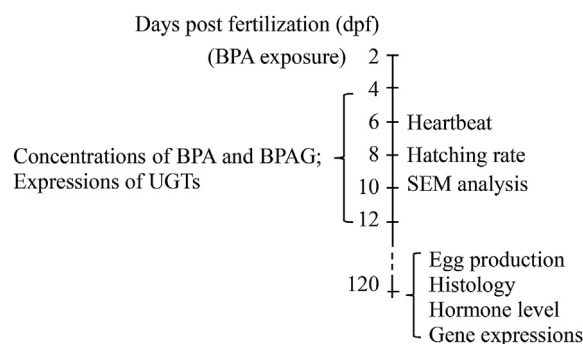 Days post fertilization (dpf)
(BPA exposure) 2
4
6 Heartbeat
Concentrations of BPA and BPAG;
8 Hatching rate
Expressions of UGTs
10 SEM analysis
12
Egg production
120 Histology
Hormone level
Gene expressions